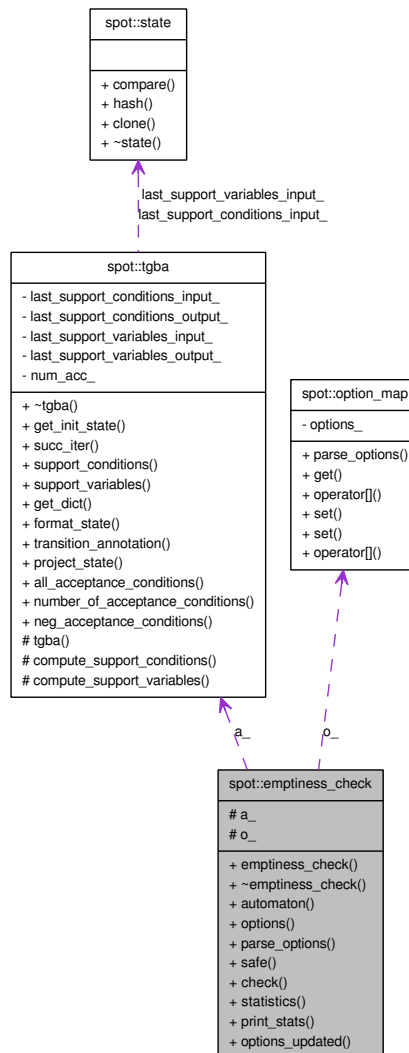 spot::state
+ compare()
+ hash()
+ clone()
+ ~state()
last_support_variables_input_
last_support_conditions_input_
spot::tgba
- last_support_conditions_input_
- last_support_conditions_output_
- last_support_variables_input_
- last_support_variables_output_
- num_acc_
+ ~tgba()
+ get_init_state()
+ succ_iter()
+ support_conditions()
+ support_variables()
+ get_dict()
+ format_state()
+ transition_annotation()
+ project_state()
+ all_acceptance_conditions()
+ number_of_acceptance_conditions()
+ neg_acceptance_conditions()
# tgba()
# compute_support_conditions()
# compute_support_variables()
spot::option_map
- options_
+ parse_options()
+ get()
+ operator[]()
+ set()
+ set()
+ operator[]()
a_
o_
spot::emptiness_check
# a_
# o_
+ emptiness_check()
+ ~emptiness_check()
+ automaton()
+ options()
+ parse_options()
+ safe()
+ check()
+ statistics()
+ print_stats()
+ options_updated()